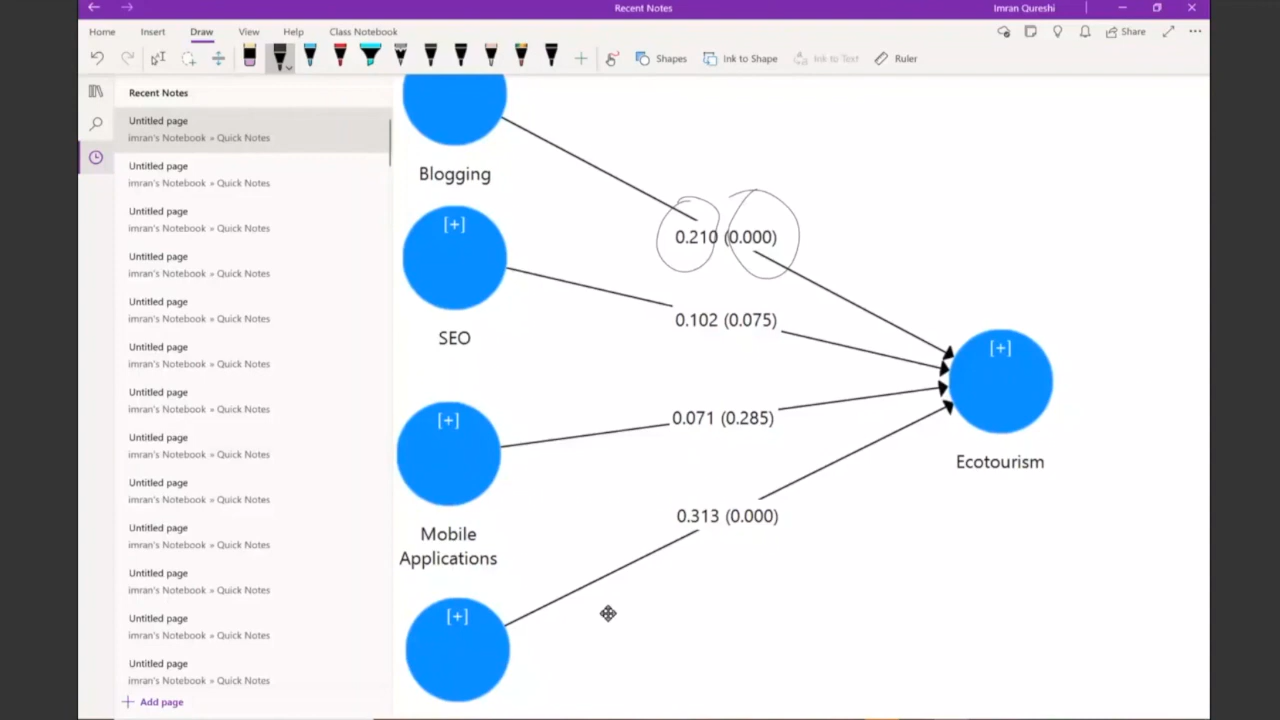 Recent Notes
Imran Qureshi
Home Insert Draw View Help Class Notebook
Share
Shapes Ink to Shape Ink to Text Ruler
Recent Notes
Untitled page
imran's Notebook » Quick Notes
Untitled page
imran's Notebook » Quick Notes
Untitled page
imran's Notebook » Quick Notes
Untitled page
imran's Notebook » Quick Notes
Untitled page
imran's Notebook » Quick Notes
Untitled page
imran's Notebook » Quick Notes
Untitled page
imran's Notebook » Quick Notes
Untitled page
imran's Notebook » Quick Notes
Untitled page
imran's Notebook » Quick Notes
Untitled page
imran's Notebook » Quick Notes
Untitled page
imran's Notebook » Quick Notes
Untitled page
imran's Notebook » Quick Notes
Untitled page
imran's Notebook » Quick Notes
Add page
Blogging
0.210 (0.000)
[+]
SEO
0.102 (0.075)
[+]
Ecotourism
[+]
0.071 (0.285)
Mobile
Applications
0.313 (0.000)
[+]